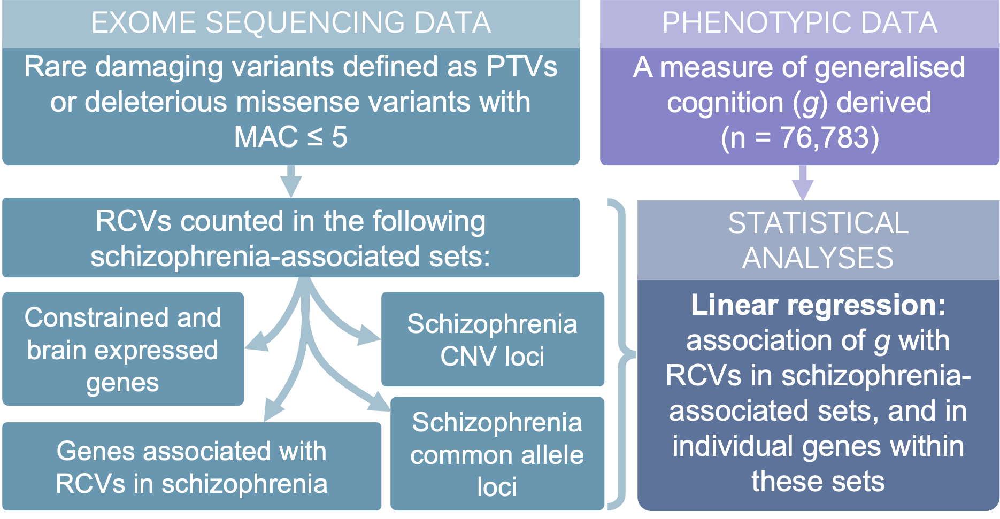 EXOME SEQUENCING DATA
Rare damaging variants defined as PTVs
or deleterious missense variants with
MAC ≤ 5
PHENOTYPIC DATA
A measure of generalised
cognition (g) derived
(n = 76,783)
RCVs counted in the following
schizophrenia-associated sets:
Constrained and
brain expressed
genes
Schizophrenia
CNV loci
Genes associated with
RCVs in schizophrenia
Schizophrenia
common allele
loci
STATISTICAL
ANALYSES
Linear regression:
association of g with
RCVs in schizophrenia-
associated sets, and in
individual genes within
these sets